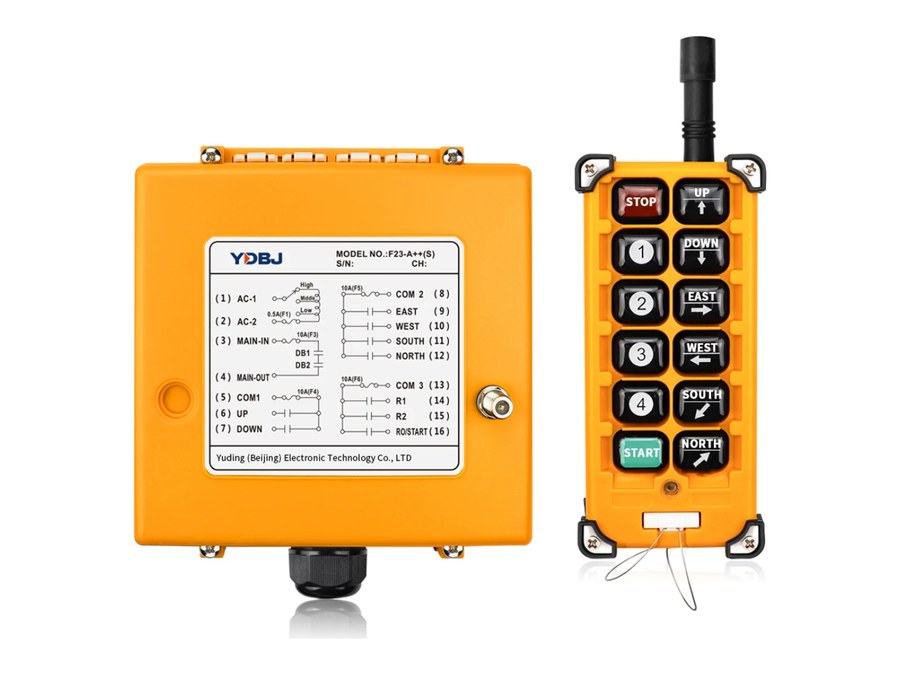 YDBJ
MODEL NO.:F23-A++(S)
S/N: CH:
(1) AC-1
High
Middle
Low
(2) AC-2 0.5A(F1)
(3) MAIN-IN 10A(F3)
DB1
DB2
(4) MAIN-OUT
(5) COM1 10A(F4)
(6) UP
(7) DOWN
10A(F5) COM 2 (8)
EAST (9)
WEST (10)
SOUTH (11)
NORTH (12)
10A(F6) COM 3 (13)
R1 (14)
R2 (15)
RO/START (16)
Yuding (Beijing) Electronic Technology Co., LTD
STOP UP
1 DOWN
2 EAST
3 WEST
4 SOUTH
START NORTH